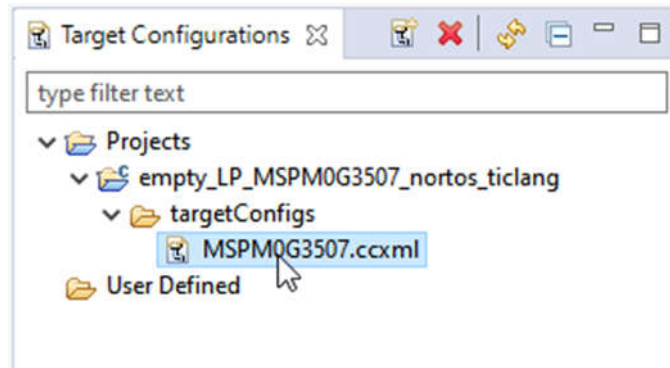 Target Configurations
type filter text
Projects
empty_LP_MSPM0G3507_nortos_ticlang
targetConfigs
MSPM0G3507.ccxml
User Defined